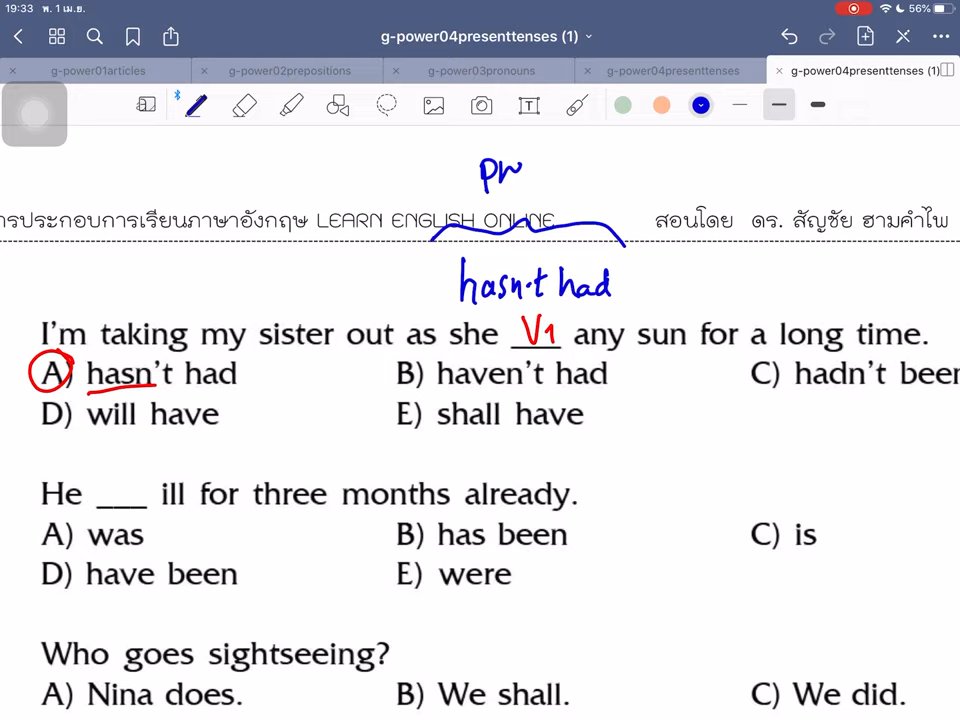 19:33 พ. 1 เม.ย. 56%
g-power04presenttenses (1)
g-power01articles g-power02prepositions g-power03pronouns g-power04presenttenses g-power04presenttenses (1)
T
pr
ารประกอบการเรียนภาษาอังกฤษ LEARN ENGLISH ONLINE สอนโดย ดร. สัญชัย ฮามคำไพ
hasn't had
V1
I'm taking my sister out as she ___ any sun for a long time.
A) hasn't had B) haven't had C) hadn't been
D) will have E) shall have
He ___ ill for three months already.
A) was B) has been C) is
D) have been E) were
Who goes sightseeing?
A) Nina does. B) We shall. C) We did.